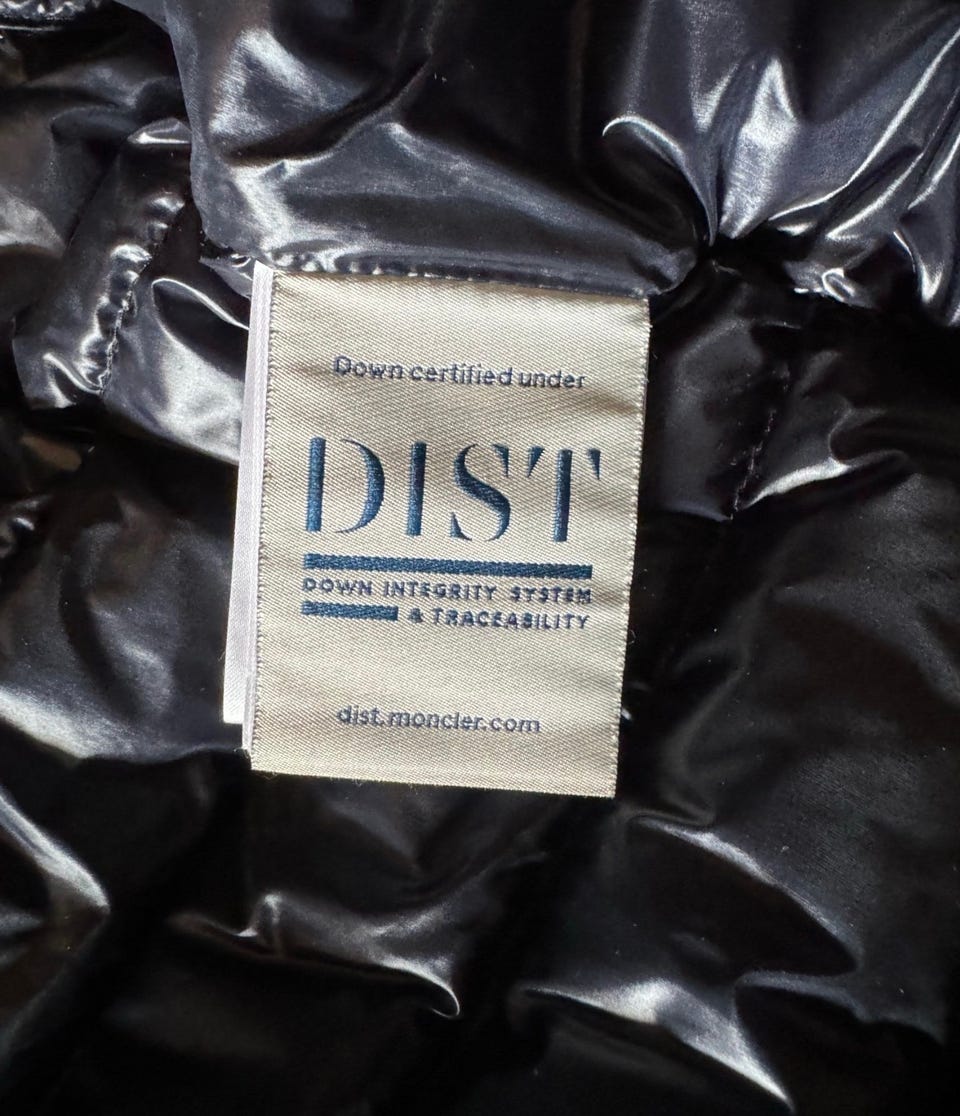 Down certified under
DIST
DOWN INTEGRITY SYSTEM
& TRACEABILITY
dist.moncler.com